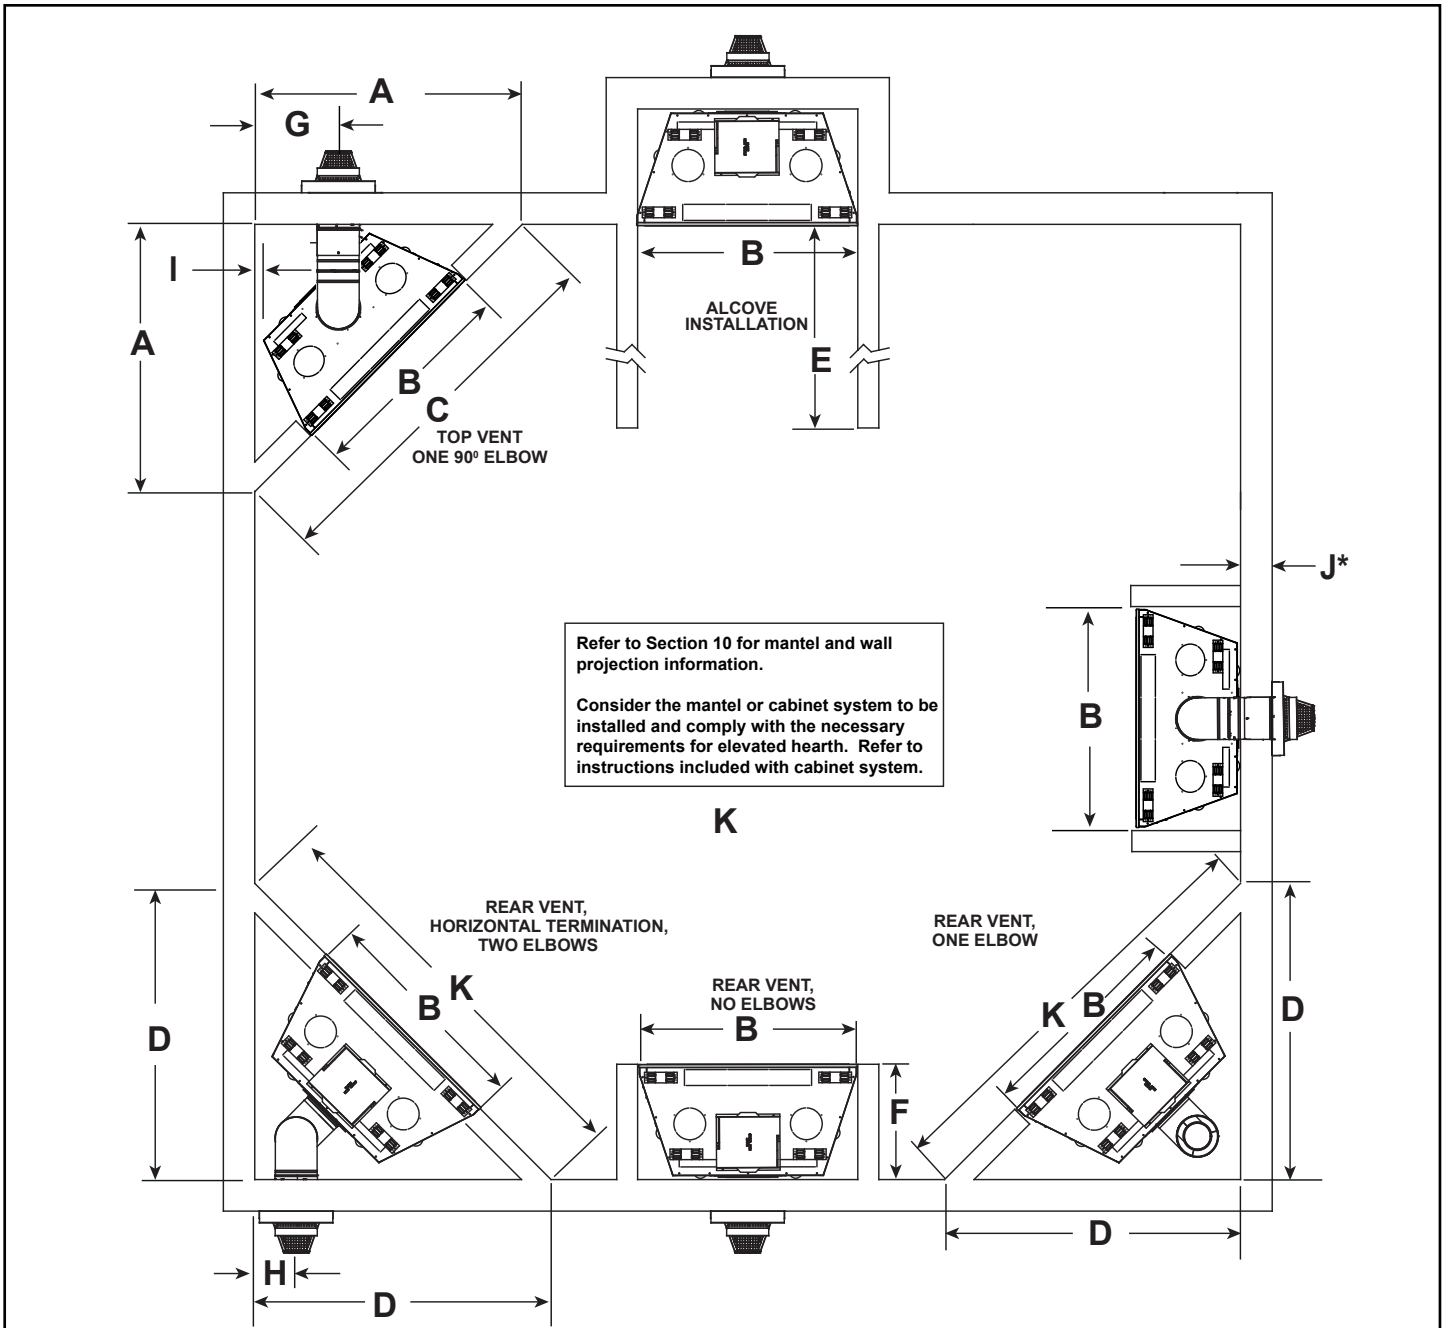 A
G
I
A
B
ALCOVE
INSTALLATION
E
B
C
TOP VENT
ONE 90º ELBOW
J*
Refer to Section 10 for mantel and wall
projection information.
Consider the mantel or cabinet system to be
installed and comply with the necessary
requirements for elevated hearth. Refer to
instructions included with cabinet system.
B
K
REAR VENT,
HORIZONTAL TERMINATION,
TWO ELBOWS
REAR VENT,
ONE ELBOW
K
B
D
REAR VENT,
NO ELBOWS
B
K
B
D
F
D
H
D